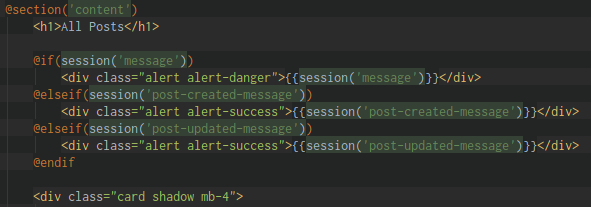 @section('content')
<h1>All Posts</h1>
@if(session('message'))
<div class="alert alert-danger">{{session('message')}}</div>
@elseif(session('post-created-message'))
<div class="alert alert-success">{{session('post-created-message')}}</div>
@elseif(session('post-updated-message'))
<div class="alert alert-success">{{session('post-updated-message')}}</div>
@endif
<div class="card shadow mb-4">